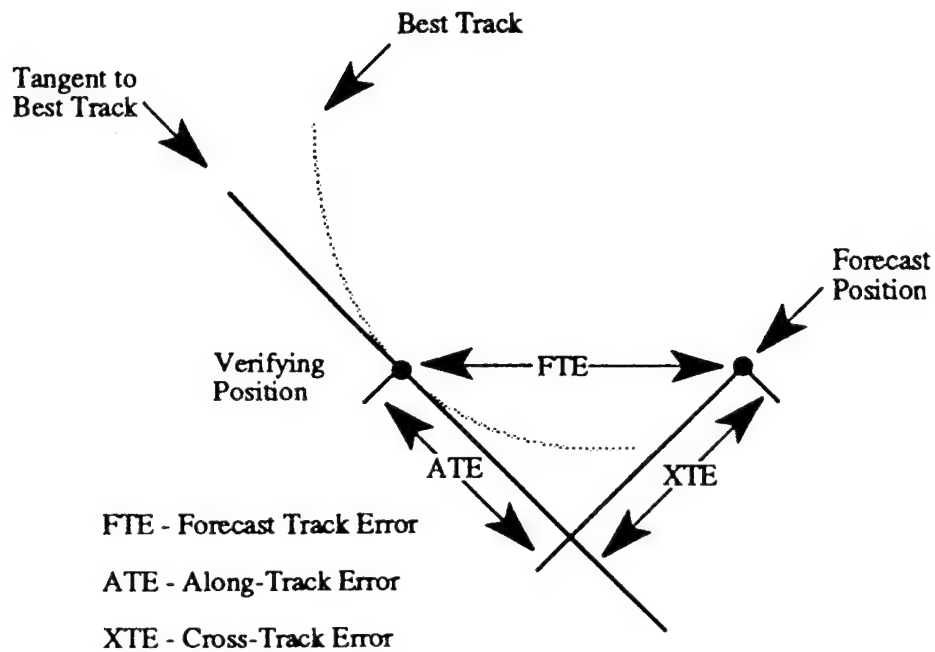 Best Track
Tangent to
Best Track
Forecast
Position
Verifying
Position
FTE
ATE
XTE
FTE - Forecast Track Error
ATE - Along-Track Error
XTE - Cross-Track Error